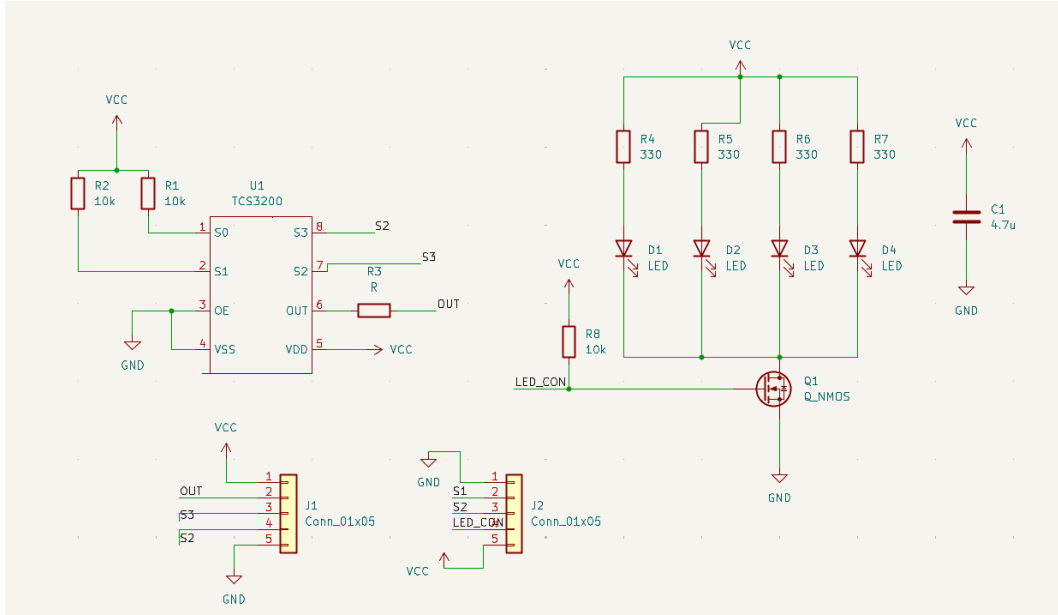 VCC
R2
10k
R1
10k
U1
TCS3200
1
S0
2
S1
3
OE
4
VSS
S3
8
S2
S2
7
S3
R3
R
OUT
6
OUT
VDD
5
VCC
GND
VCC
R4
330
R5
330
R6
330
R7
330
D1
LED
D2
LED
D3
LED
D4
LED
VCC
R8
10k
LED_CON
Q1
Q_NMOS
GND
VCC
C1
4.7u
GND
VCC
1
OUT
2
S3
3
4
S2
5
J1
Conn_01x05
GND
GND
1
S1
2
S2
3
LED_CON
4
5
J2
Conn_01x05
VCC